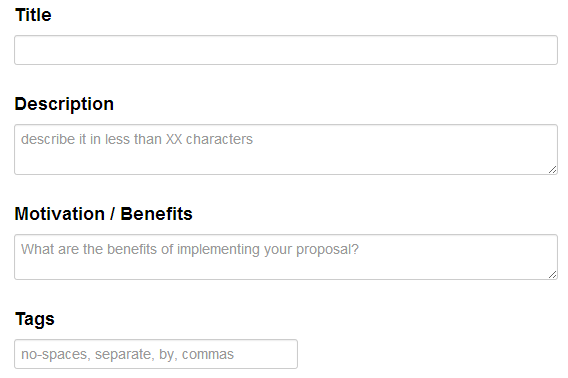 Title
Description
describe it in less than XX characters
Motivation / Benefits
What are the benefits of implementing your proposal?
Tags
no-spaces, separate, by, commas